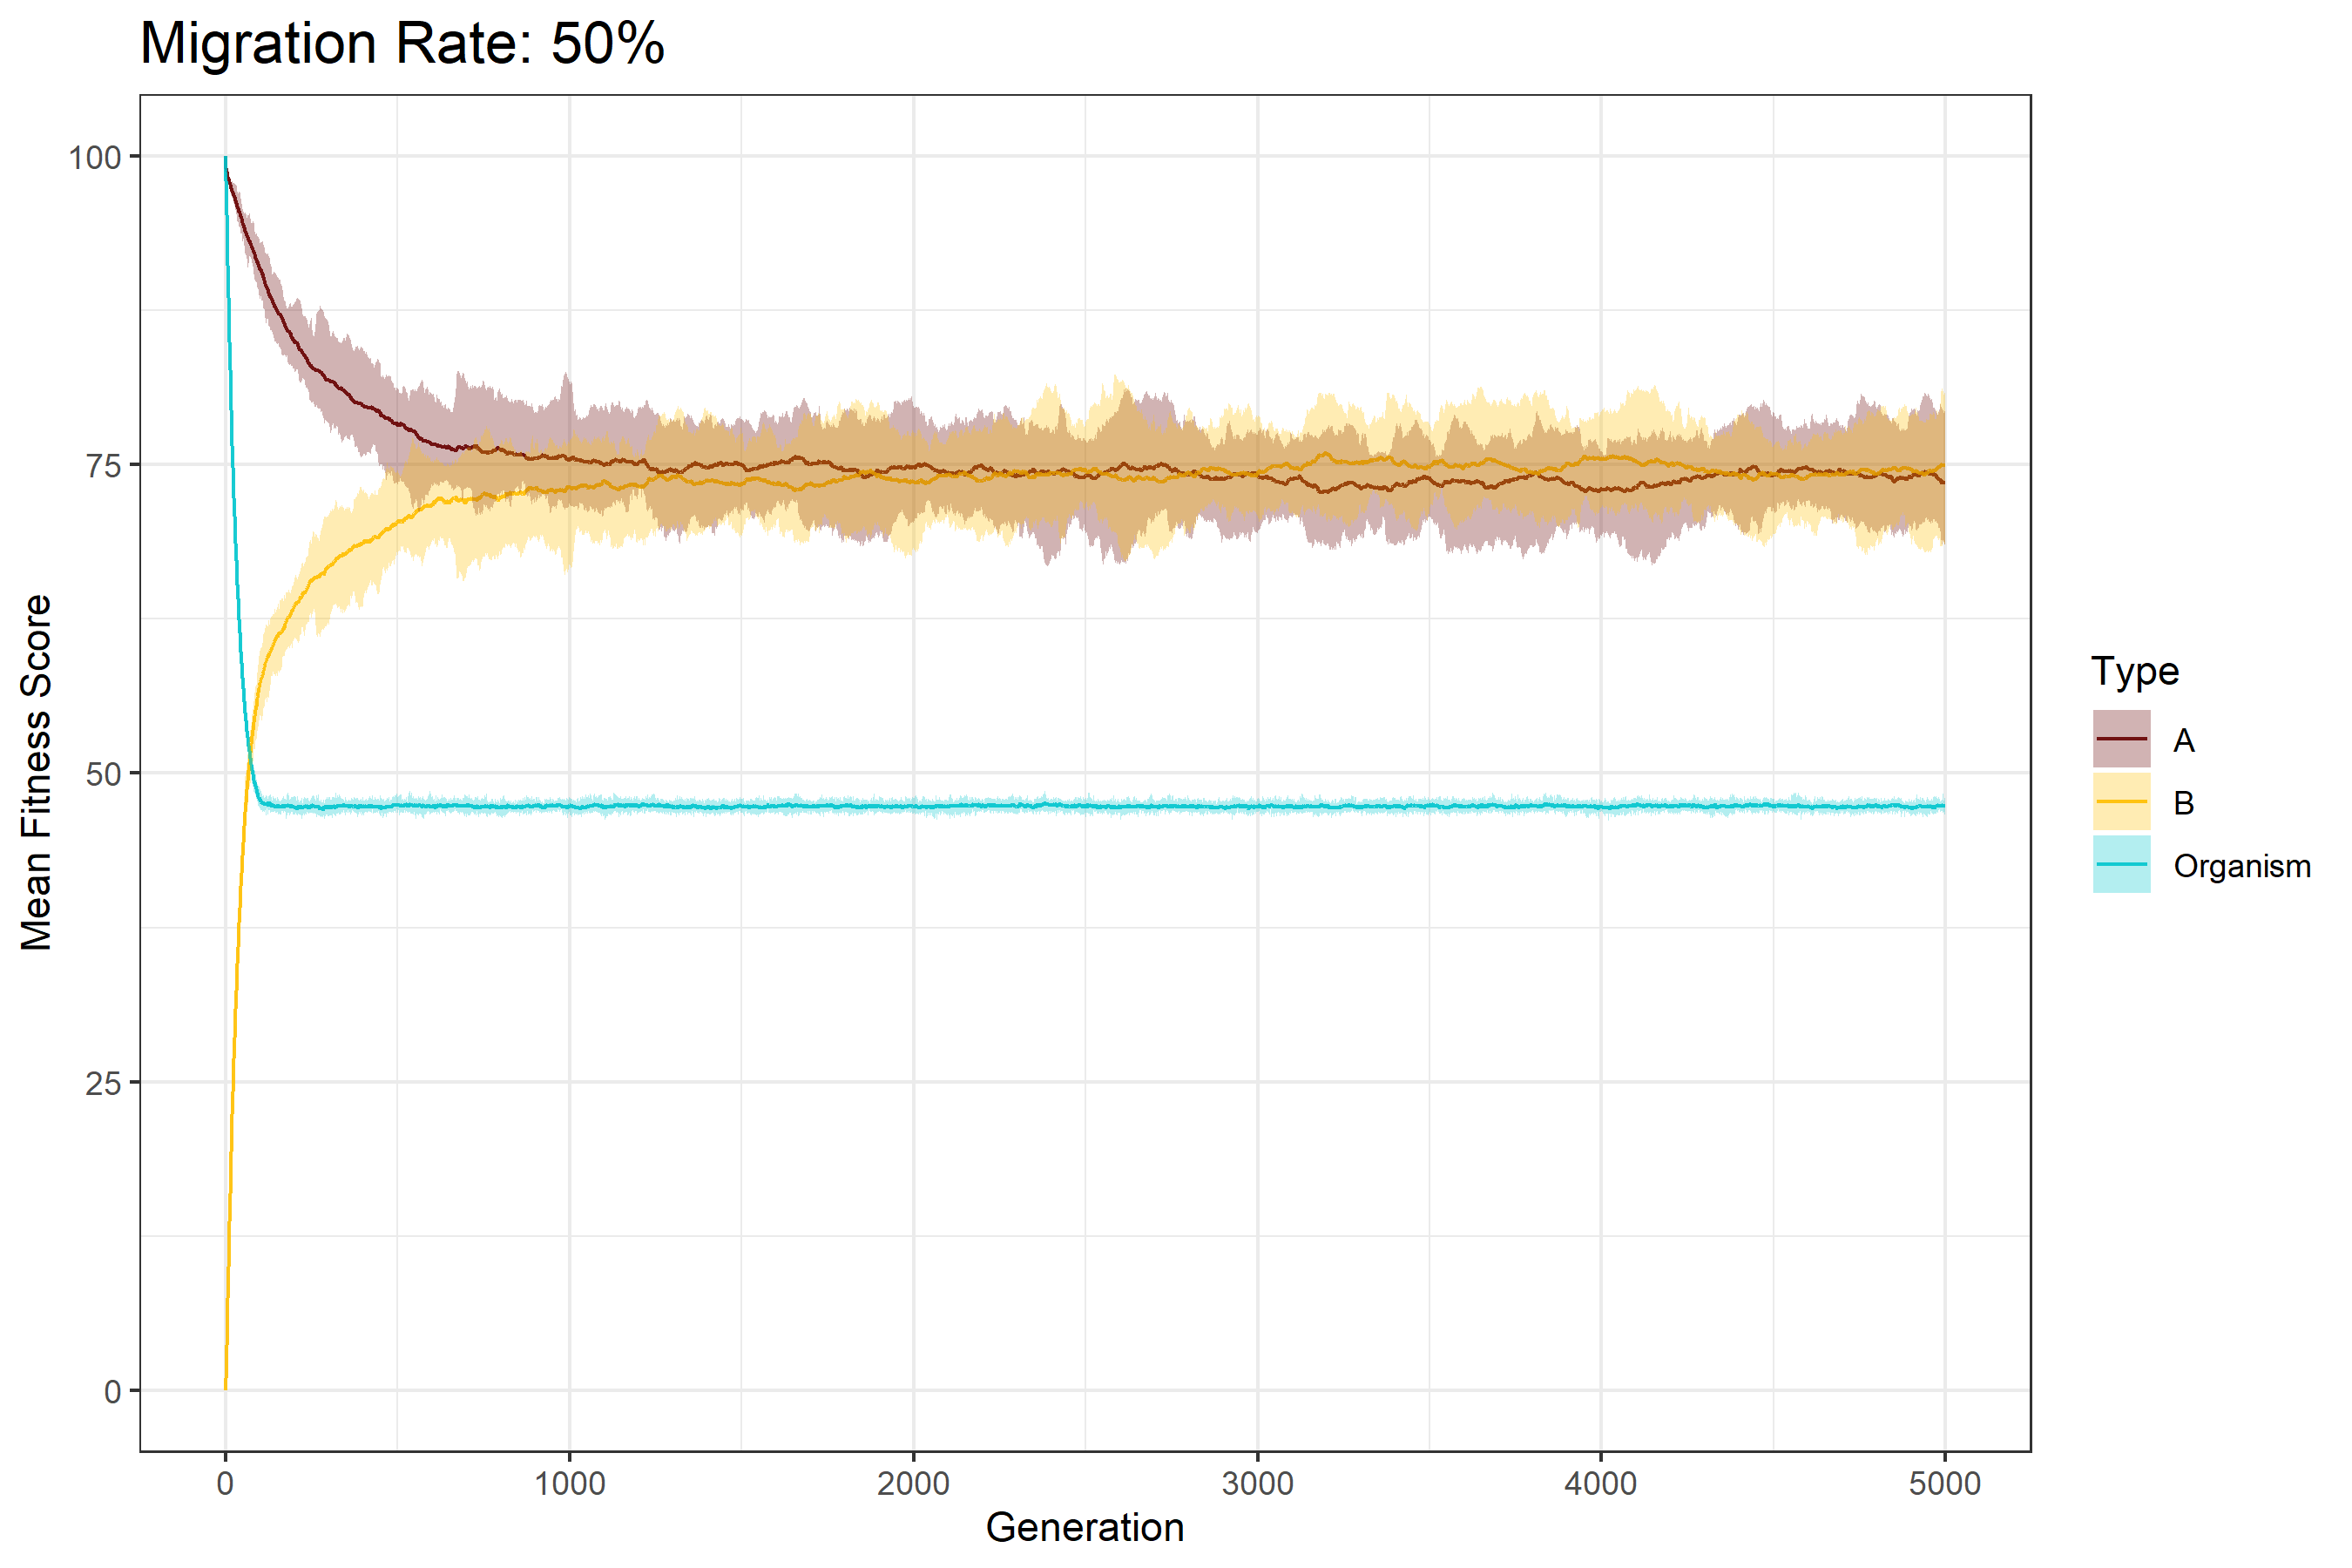 Migration Rate: 50%
Mean Fitness Score
100
75
50
25
0
0 1000 2000 3000 4000 5000
Generation
Type
A
B
Organism